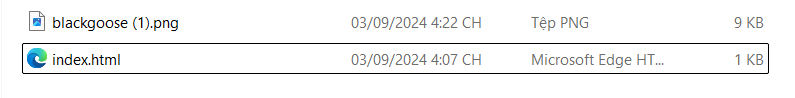 blackgoose (1).png 03/09/2024 4:22 CH Tệp PNG 9 KB
index.html 03/09/2024 4:07 CH Microsoft Edge HT... 1 KB